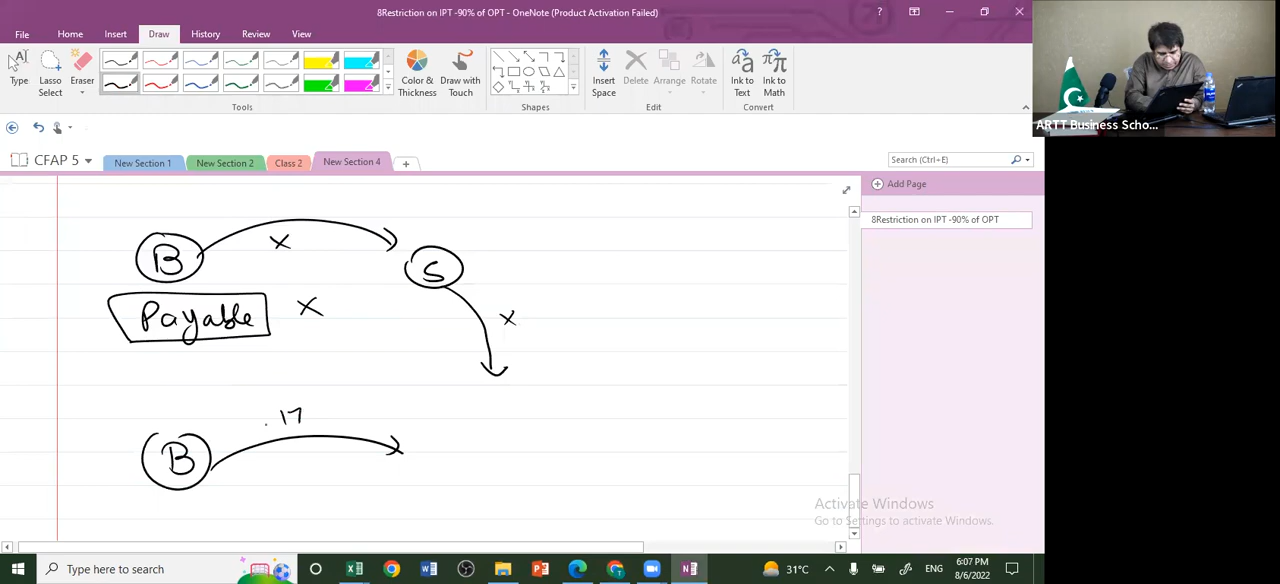 8Restriction on IPT -90% of OPT - OneNote (Product Activation Failed)
?
File Home Insert Draw History Review View
Type
Lasso Select
Eraser
Color & Thickness
Draw with Touch
Insert Space
Delete
Arrange
Rotate
Ink to Text
Ink to Math
Tools
Shapes
Edit
Convert
ARTT Business Scho...
CFAP 5
New Section 1
New Section 2
Class 2
New Section 4
Search (Ctrl+E)
Add Page
8Restriction on IPT -90% of OPT
B
x
S
Payable
x
x
B
17
Activate Windows
Go to Settings to activate Windows.
Type here to search
31°C
ENG
6:07 PM
8/6/2022